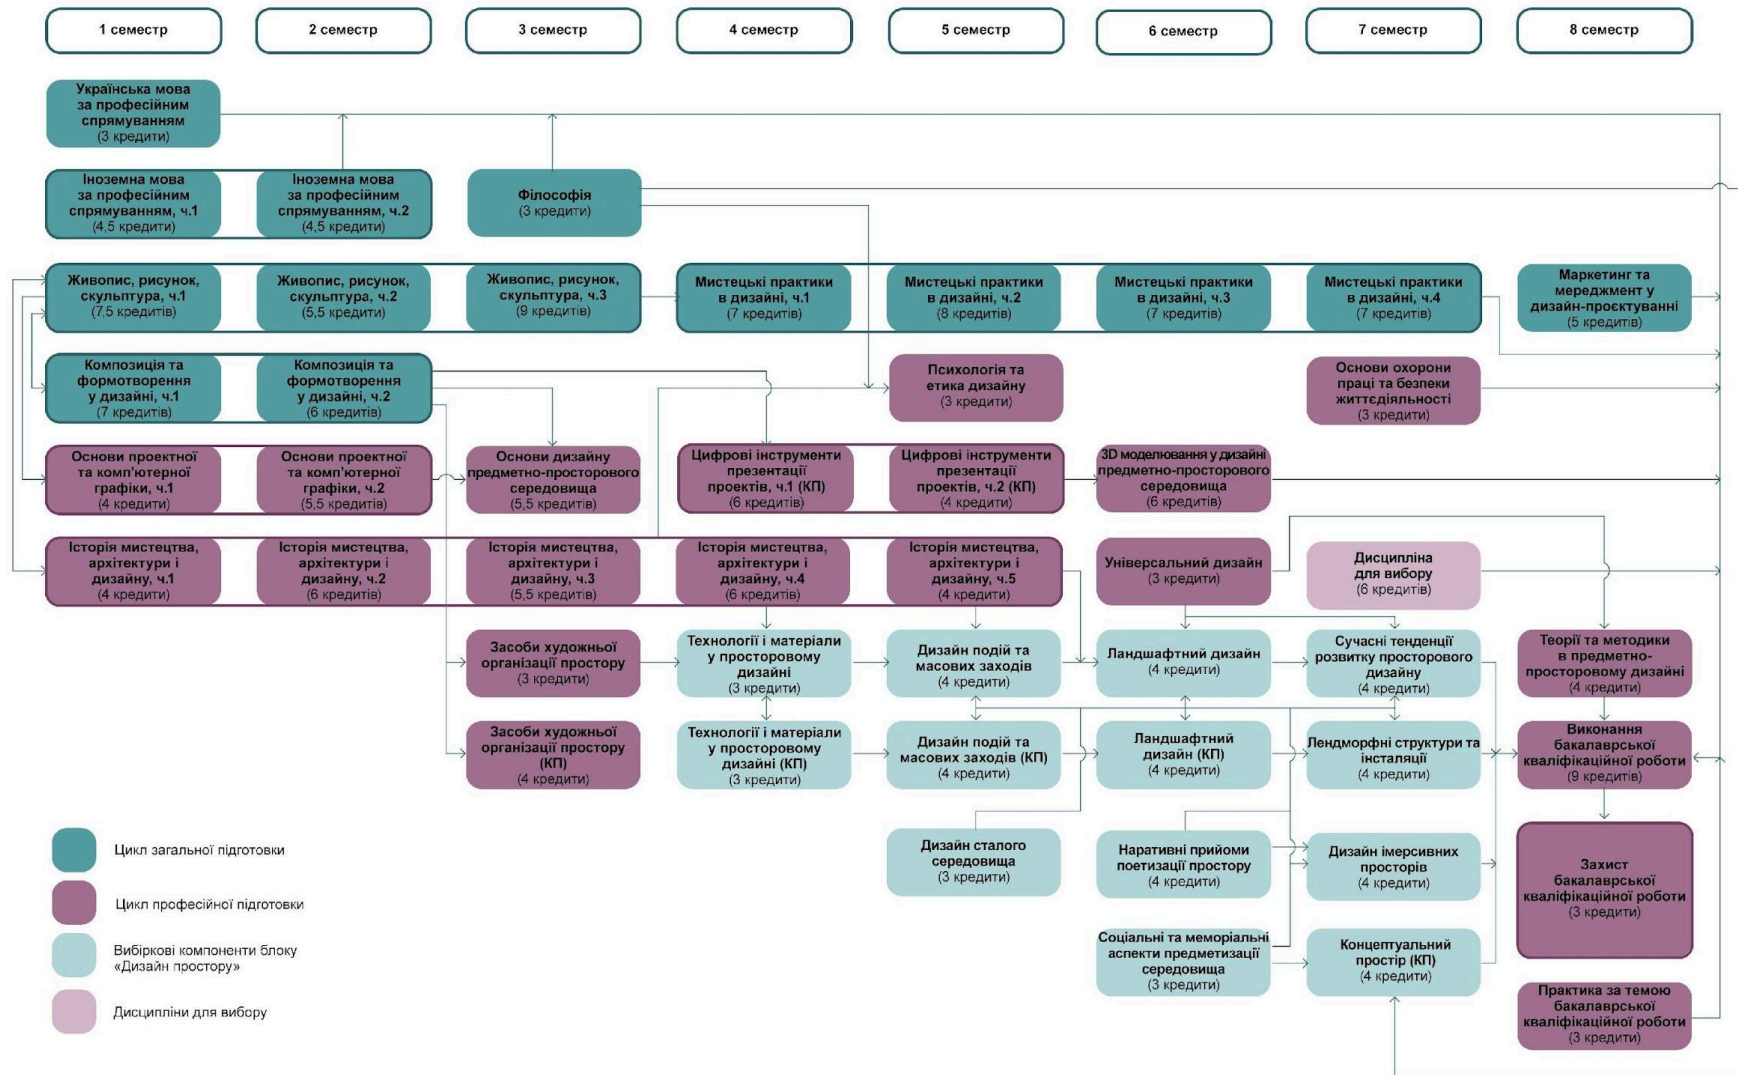 1 семестр
2 семестр
3 семестр
4 семестр
5 семестр
6 семестр
7 семестр
8 семестр
Українська мова
за професійним
спрямуванням
(3 кредити)
Іноземна мова
за професійним
спрямуванням, ч.1
(4,5 кредити)
Іноземна мова
за професійним
спрямуванням, ч.2
(4,5 кредити)
Філософія
(3 кредити)
Живопис, рисунок,
скульптура, ч.1
(7,5 кредитів)
Живопис, рисунок,
скульптура, ч.2
(5,5 кредити)
Живопис, рисунок,
скульптура, ч.3
(9 кредитів)
Мистецькі практики
в дизайні, ч.1
(7 кредитів)
Мистецькі практики
в дизайні, ч.2
(8 кредитів)
Мистецькі практики
в дизайні, ч.3
(7 кредитів)
Мистецькі практики
в дизайні, ч.4
(7 кредитів)
Маркетинг та
мереджмент у
дизайн-проєктуванні
(5 кредитів)
Композиція та
формотворення
у дизайні, ч.1
(7 кредитів)
Композиція та
формотворення
у дизайні, ч.2
(6 кредитів)
Психологія та
етика дизайну
(3 кредити)
Основи охорони
праці та безпеки
життєдіяльності
(3 кредити)
Основи проектної
та комп'ютерної
графіки, ч.1
(4 кредити)
Основи проектної
та комп'ютерної
графіки, ч.2
(5,5 кредитів)
Основи дизайну
предметно-просторового
середовища
(5,5 кредитів)
Цифрові інструменти
презентації
проектів, ч.1 (КП)
(6 кредитів)
Цифрові інструменти
презентації
проектів, ч.2 (КП)
(4 кредити)
3D моделювання у дизайні
предметно-просторового
середовища
(6 кредитів)
Історія мистецтва,
архітектури і
дизайну, ч.1
(4 кредити)
Історія мистецтва,
архітектури і
дизайну, ч.2
(6 кредитів)
Історія мистецтва,
архітектури і
дизайну, ч.3
(5,5 кредитів)
Історія мистецтва,
архітектури і
дизайну, ч.4
(6 кредитів)
Історія мистецтва,
архітектури і
дизайну, ч.5
(4 кредити)
Універсальний дизайн
(3 кредити)
Дисципліна
для вибору
(6 кредитів)
Засоби художньої
організації простору
(3 кредити)
Технології і матеріали
у просторовому
дизайні
(3 кредити)
Дизайн подій та
масових заходів
(4 кредити)
Ландшафтний дизайн
(4 кредити)
Сучасні тенденції
розвитку просторового
дизайну
(4 кредити)
Теорії та методики
в предметно-
просторовому дизайні
(4 кредити)
Засоби художньої
організації простору
(КП)
(4 кредити)
Технології і матеріали
у просторовому
дизайні (КП)
(3 кредити)
Дизайн подій та
масових заходів (КП)
(4 кредити)
Ландшафтний
дизайн (КП)
(4 кредити)
Лендморфні структури та
інсталяції
(4 кредити)
Виконання
бакалаврської
кваліфікаційної роботи
(9 кредитів)
Дизайн сталого
середовища
(3 кредити)
Наративні прийоми
поетизації простору
(4 кредити)
Дизайн імерсивних
просторів
(4 кредити)
Захист
бакалаврської
кваліфікаційної роботи
(3 кредити)
Соціальні та меморіальні
аспекти предметизації
середовища
(3 кредити)
Концептуальний
простір (КП)
(4 кредити)
Практика за темою
бакалаврської
кваліфікаційної роботи
(3 кредити)
Цикл загальної підготовки
Цикл професійної підготовки
Вибіркові компоненти блоку
«Дизайн простору»
Дисципліни для вибору